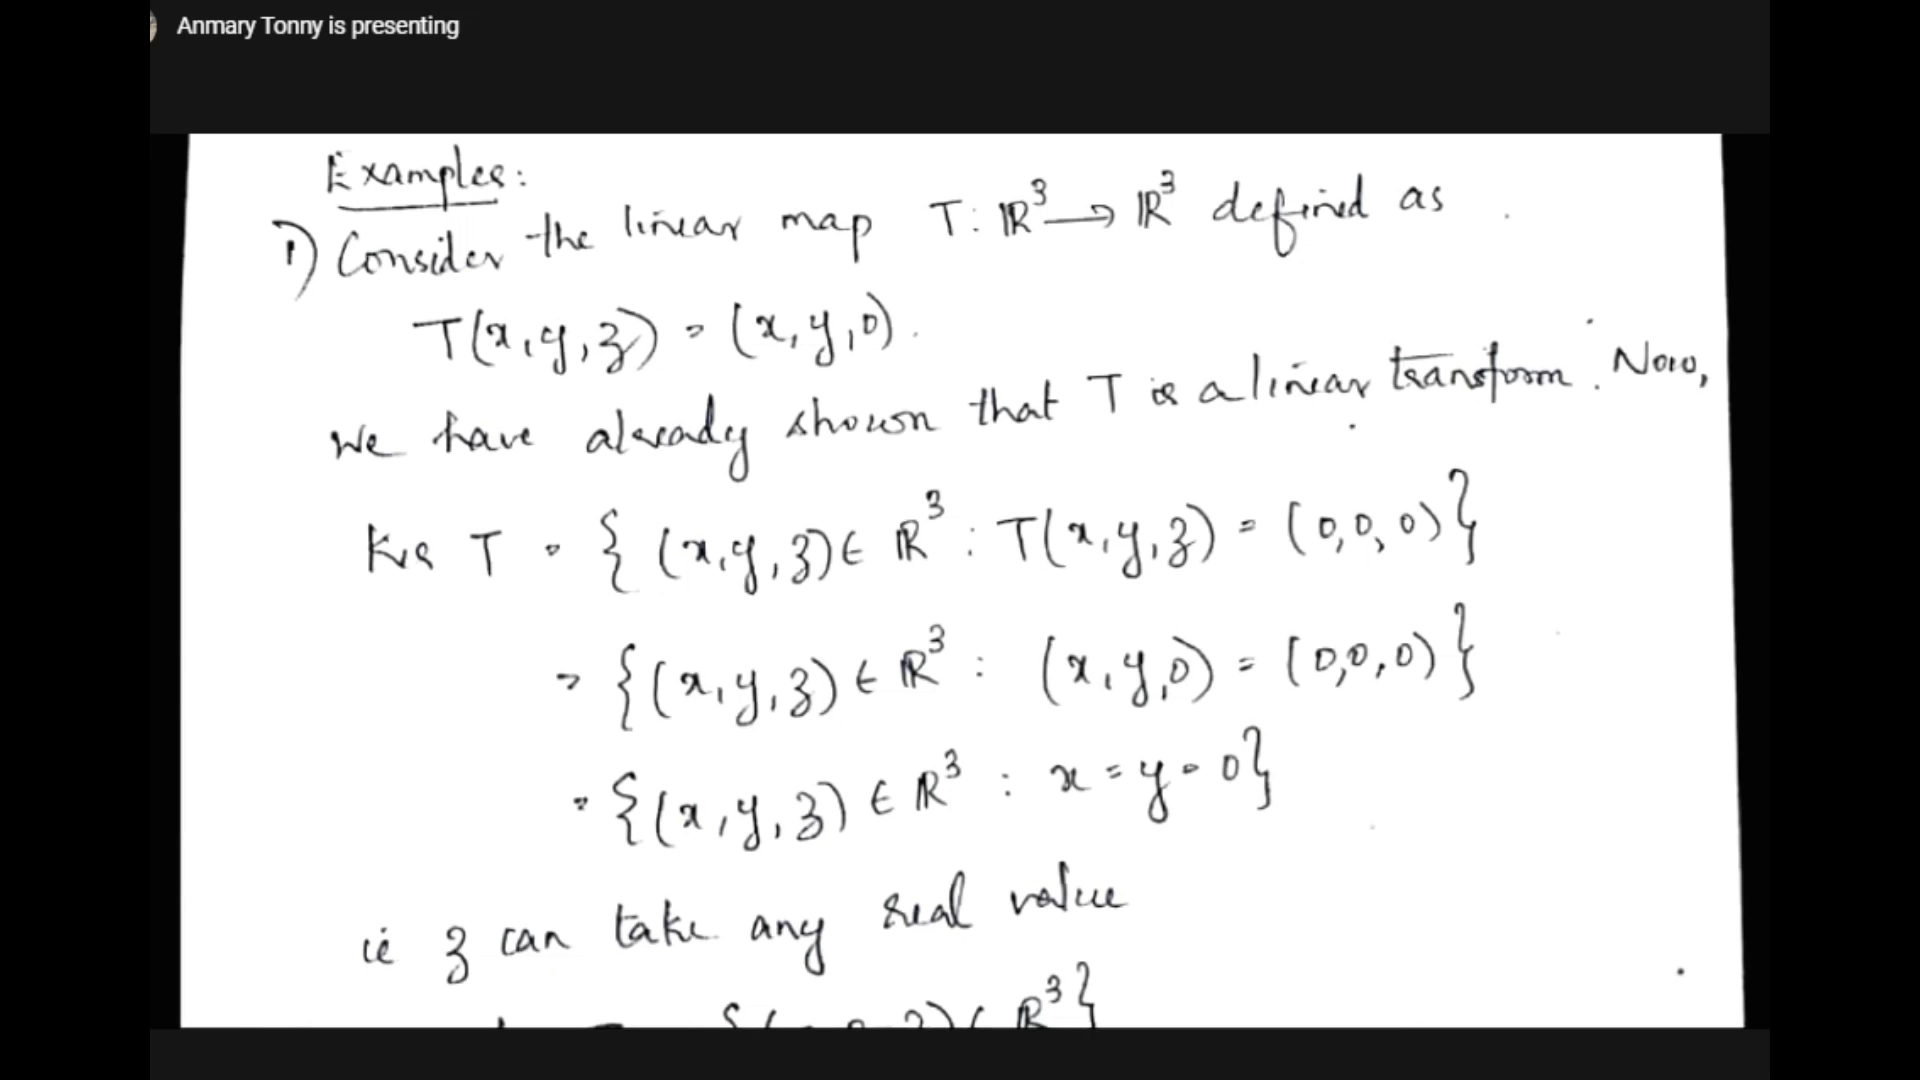 Anmary Tonny is presenting
Examples:
1) Consider the linear map T: ℝ³ → ℝ³ defined as
T(x, y, z) = (x, y, 0).
We have already shown that T is a linear transform. Now,
Ker T = { (x, y, z) ∈ ℝ³ : T(x, y, z) = (0, 0, 0) }
= { (x, y, z) ∈ ℝ³ : (x, y, 0) = (0, 0, 0) }
= { (x, y, z) ∈ ℝ³ : x = y = 0 }
ie z can take any real value